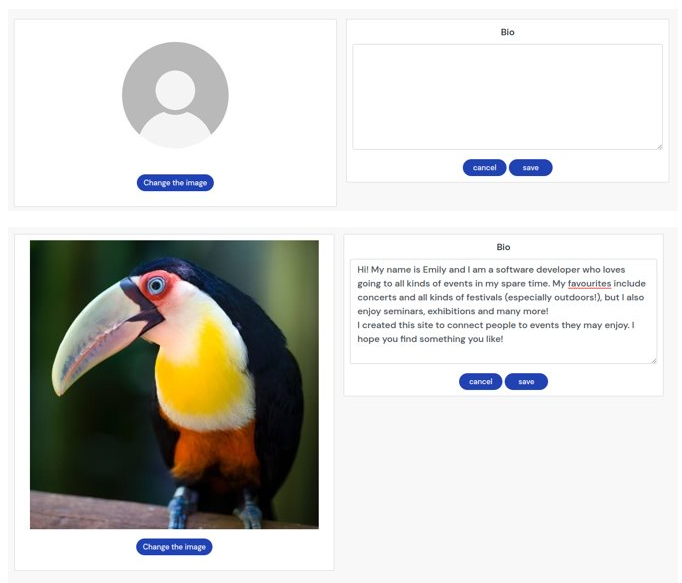 Bio
cancel
save
Change the image
Bio
Hi! My name is Emily and I am a software developer who loves
going to all kinds of events in my spare time. My favourites include
concerts and all kinds of festivals (especially outdoors!), but I also
enjoy seminars, exhibitions and many more!
I created this site to connect people to events they may enjoy. I
hope you find something you like!
cancel
save
Change the image